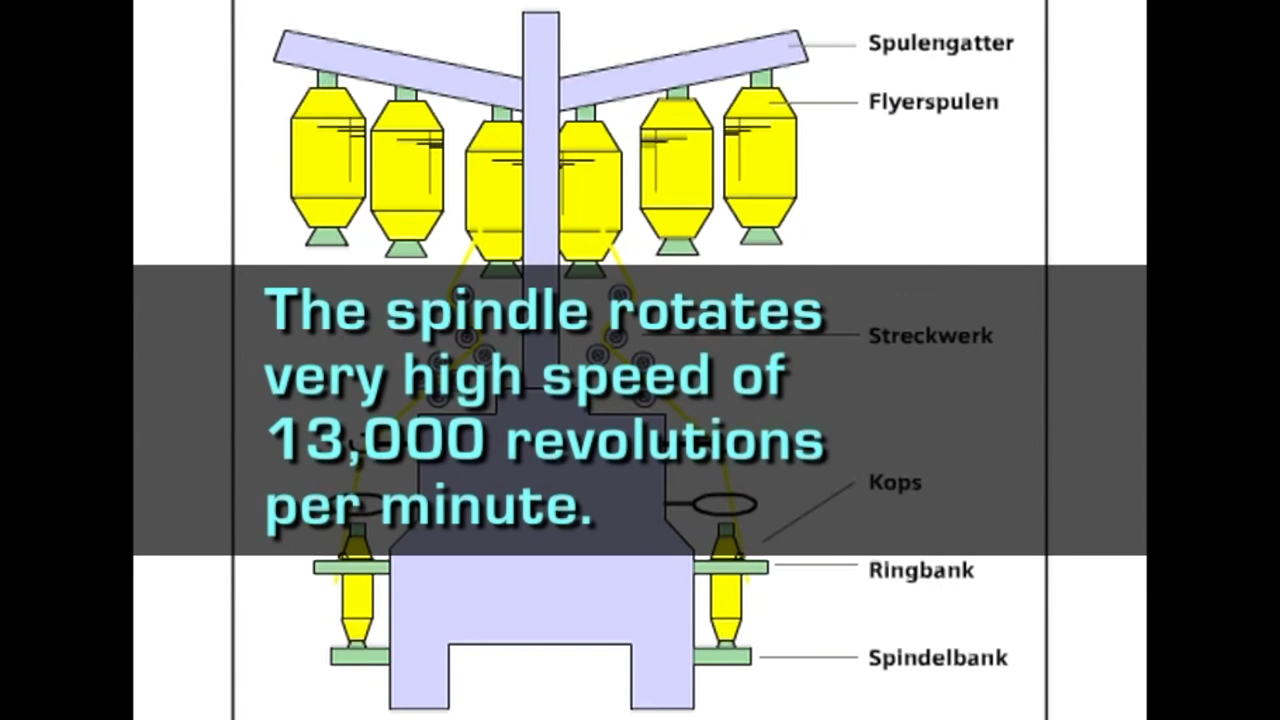 Spulengatter
Flyerspulen
The spindle rotates
very high speed of
13,000 revolutions
per minute.
Streckwerk
Kops
Ringbank
Spindelbank